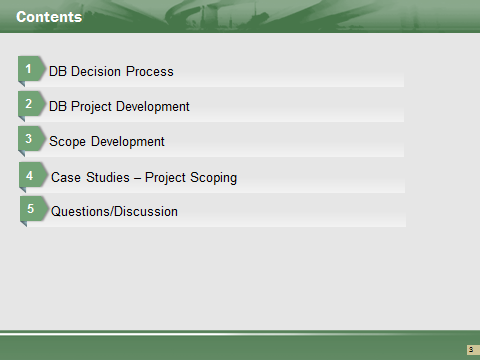 Contents
1 DB Decision Process
2 DB Project Development
3 Scope Development
4 Case Studies – Project Scoping
5 Questions/Discussion
3